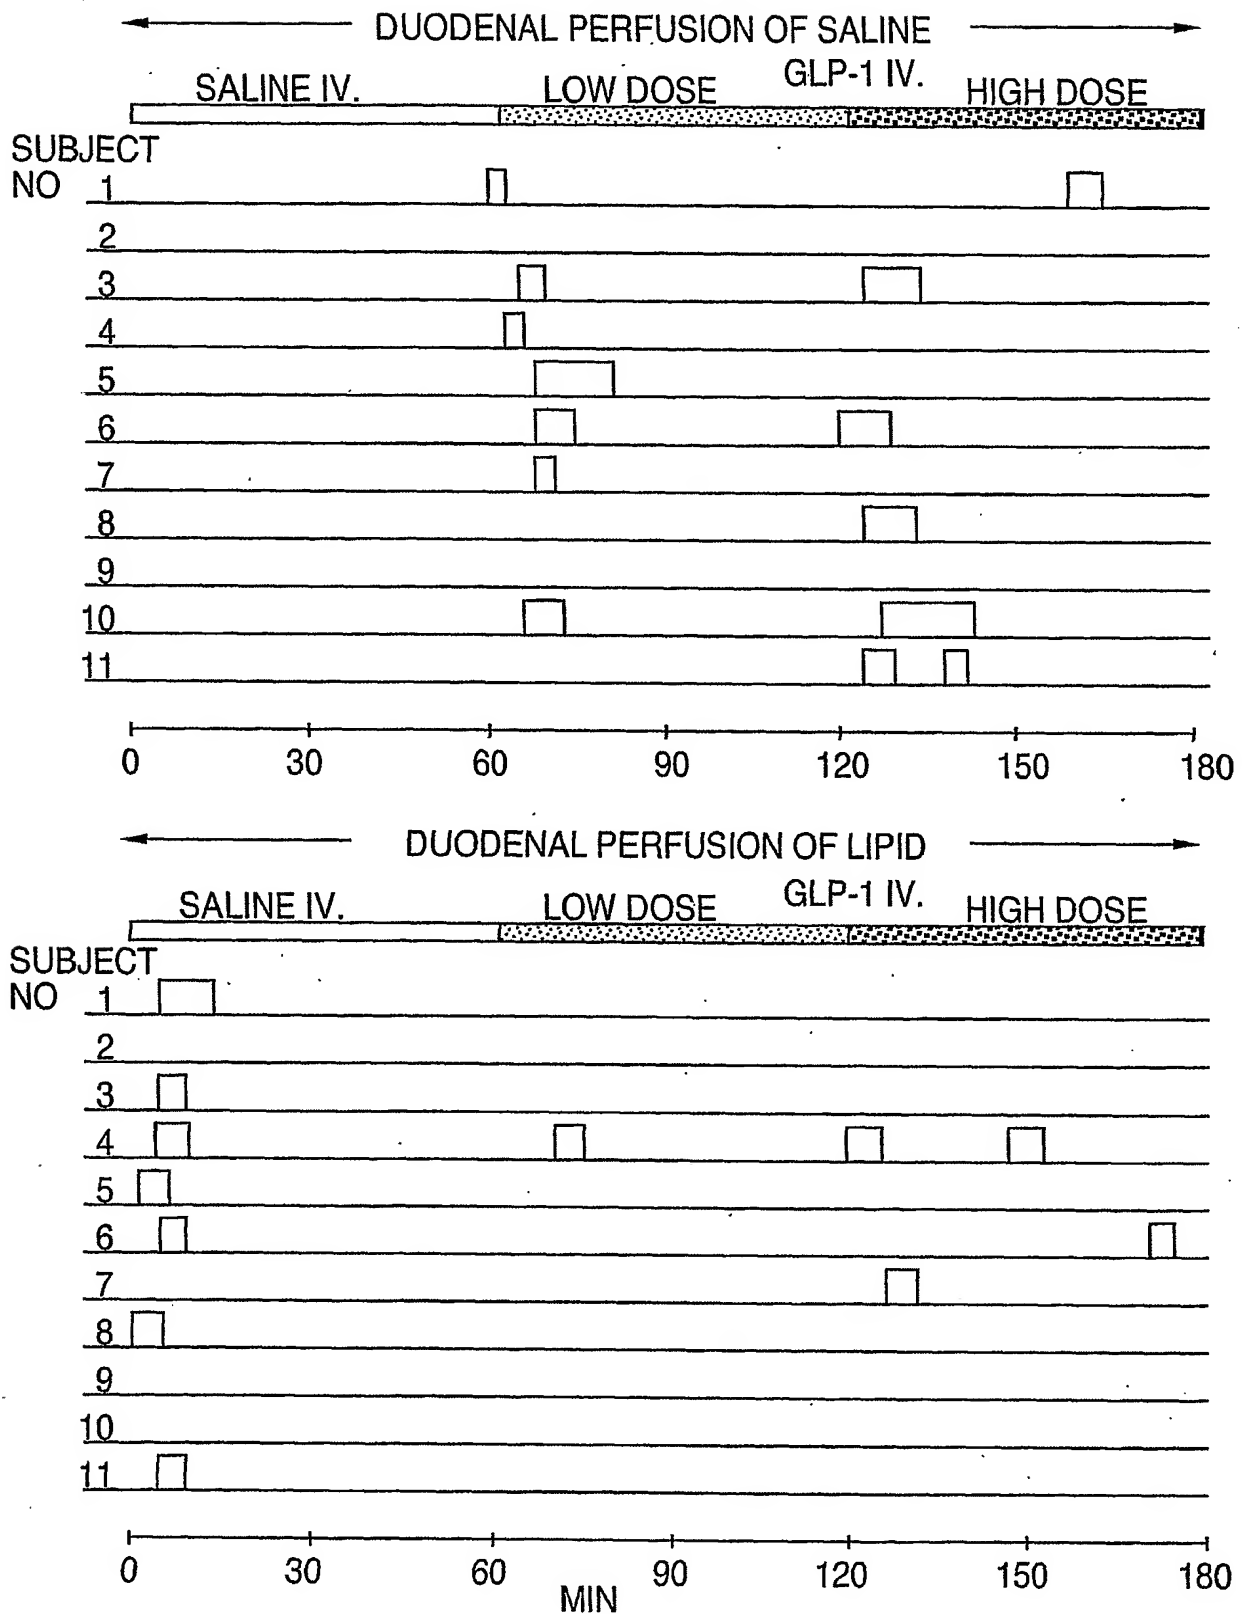 DUODENAL PERFUSION OF SALINE
SALINE IV.
LOW DOSE
GLP-1 IV.
HIGH DOSE
SUBJECT
NO 1
2
3
4
5
6
7
8
9
10
11
0 30 60 90 120 150 180
DUODENAL PERFUSION OF LIPID
SALINE IV.
LOW DOSE
GLP-1 IV.
HIGH DOSE
SUBJECT
NO 1
2
3
4
5
6
7
8
9
10
11
0 30 60 90 120 150 180
MIN